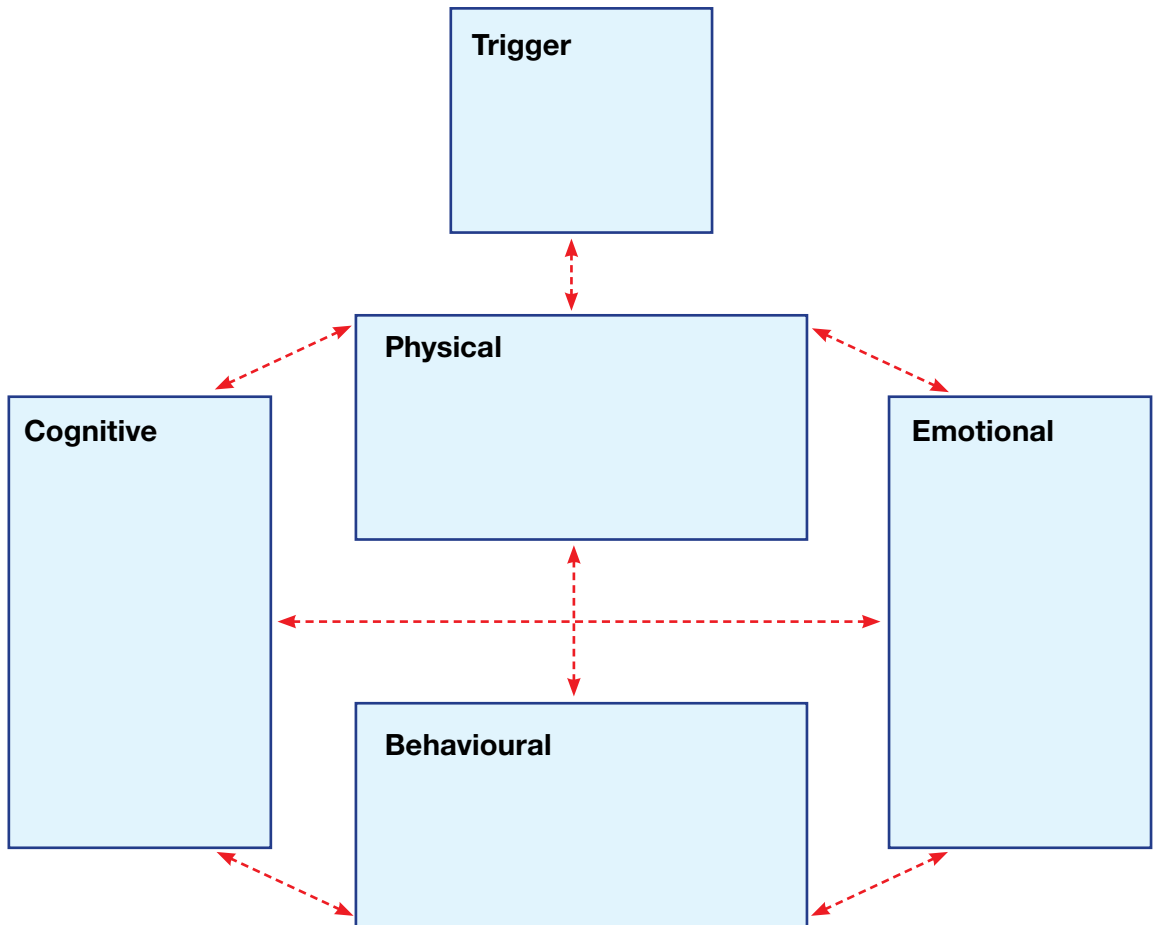 Trigger
Physical
Cognitive
Emotional
Behavioural